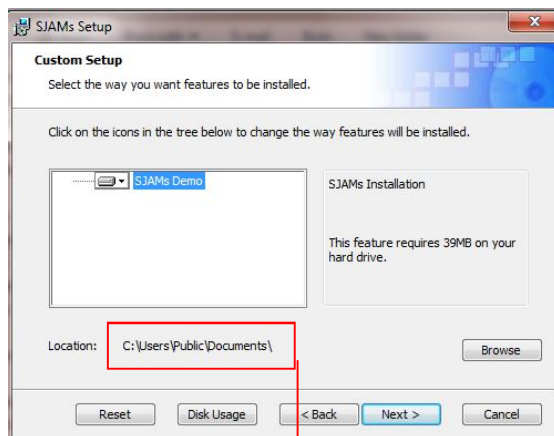 SJAMs Setup
Custom Setup
Select the way you want features to be installed.
Click on the icons in the tree below to change the way features will be installed.
SJAMs Demo
SJAMs Installation
This feature requires 39MB on your
hard drive.
Location: C:\Users\Public\Documents\
Browse
Reset Disk Usage < Back Next > Cancel